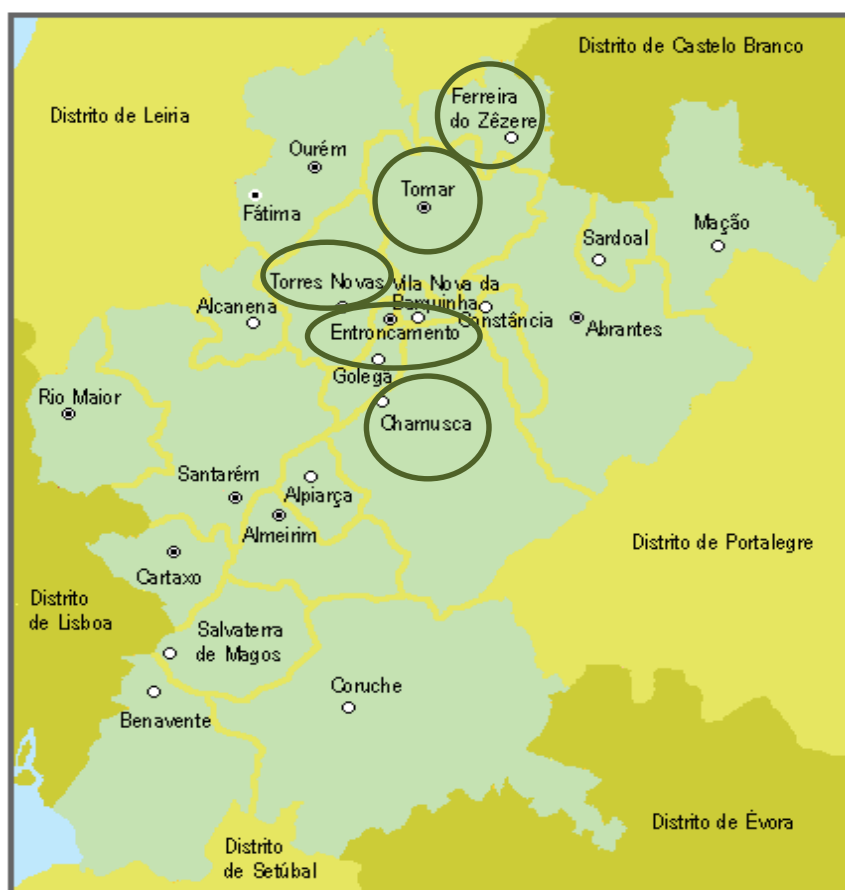 Distrito de Castelo Branco
Distrito de Leiria
Ferreira
do Zêzere
Ourém
Tomar
Fátima
Sardoal
Mação
Torres Novas
Vila Nova da
Barquinha
Alcanena
Constância
Abrantes
Entroncamento
Golegã
Rio Maior
Chamusca
Santarém
Alpiarça
Almeirim
Distrito de Portalegre
Cartaxo
Distrito
de Lisboa
Salvaterra
de Magos
Coruche
Benavente
Distrito de Évora
Distrito
de Setúbal